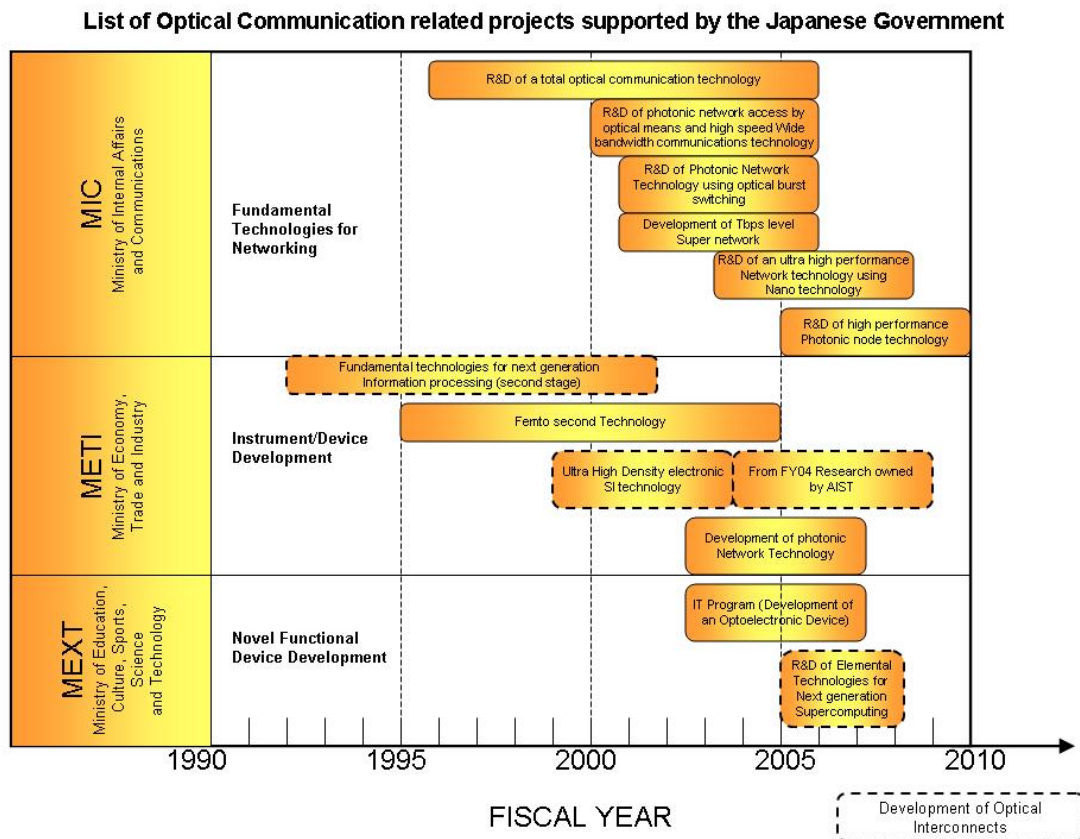 List of Optical Communication related projects supported by the Japanese Government
MIC
Ministry of Internal Affairs
and Communications
Fundamental
Technologies for
Networking
R&D of a total optical communication technology
R&D of photonic network access by
optical means and high speed Wide
bandwidth communications technology
R&D of Photonic Network
Technology using optical burst
switching
Development of Tbps level
Super network
R&D of an ultra high performance
Network technology using
Nano technology
R&D of high performance
Photonic node technology
METI
Ministry of Economy,
Trade and Industry
Instrument/Device
Development
Fundamental technologies for next generation
Information processing (second stage)
Femto second Technology
Ultra High Density electronic
SI technology
From FY04 Research owned
by AIST
Development of photonic
Network Technology
MEXT
Ministry of Education,
Culture, Sports,
Science
and Technology
Novel Functional
Device Development
IT Program (Development of
an Optoelectronic Device)
R&D of Elemental
Technologies for
Next generation
Supercomputing
1990 1995 2000 2005 2010
FISCAL YEAR
Development of Optical
Interconnects